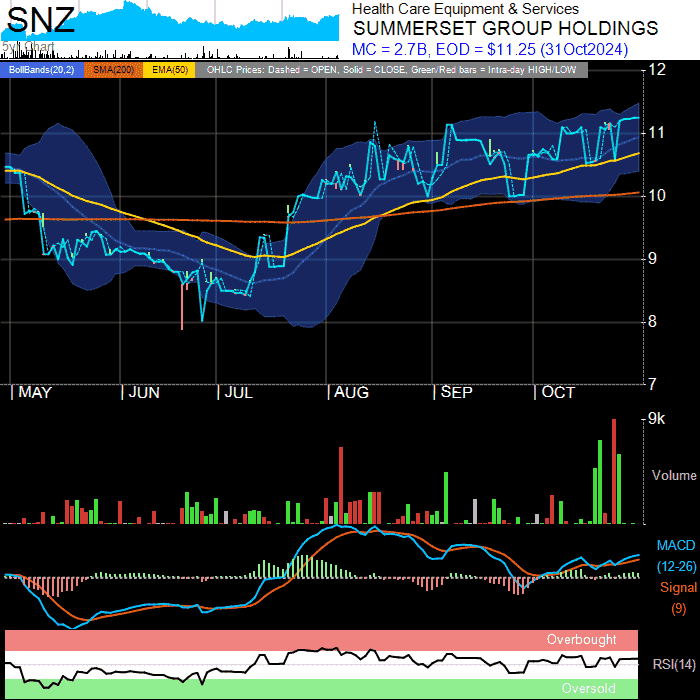 SNZ
5yr Chart
Health Care Equipment & Services
SUMMERSET GROUP HOLDINGS
MC = 2.7B, EOD = $11.25 (31Oct2024)
BollBands(20,2) SMA(200) EMA(50) OHLC Prices: Dashed = OPEN, Solid = CLOSE, Green/Red bars = Intra-day HIGH/LOW
12
11
10
9
8
7
MAY JUN JUL AUG SEP OCT
9k
Volume
MACD
(12-26)
Signal
(9)
Overbought
RSI(14)
Oversold